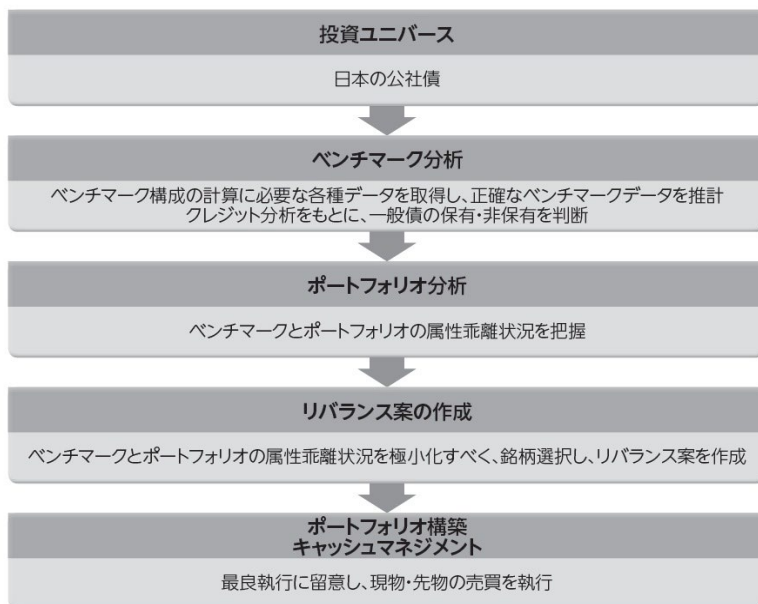 投資ユニバース
日本の公社債
ベンチマーク分析
ベンチマーク構成の計算に必要な各種データを取得し、正確なベンチマークデータを推計
クレジット分析をもとに、一般債の保有・非保有を判断
ポートフォリオ分析
ベンチマークとポートフォリオの属性乖離状況を把握
リバランス案の作成
ベンチマークとポートフォリオの属性乖離状況を極小化すべく、銘柄選択し、リバランス案を作成
ポートフォリオ構築
キャッシュマネジメント
最良執行に留意し、現物・先物の売買を執行